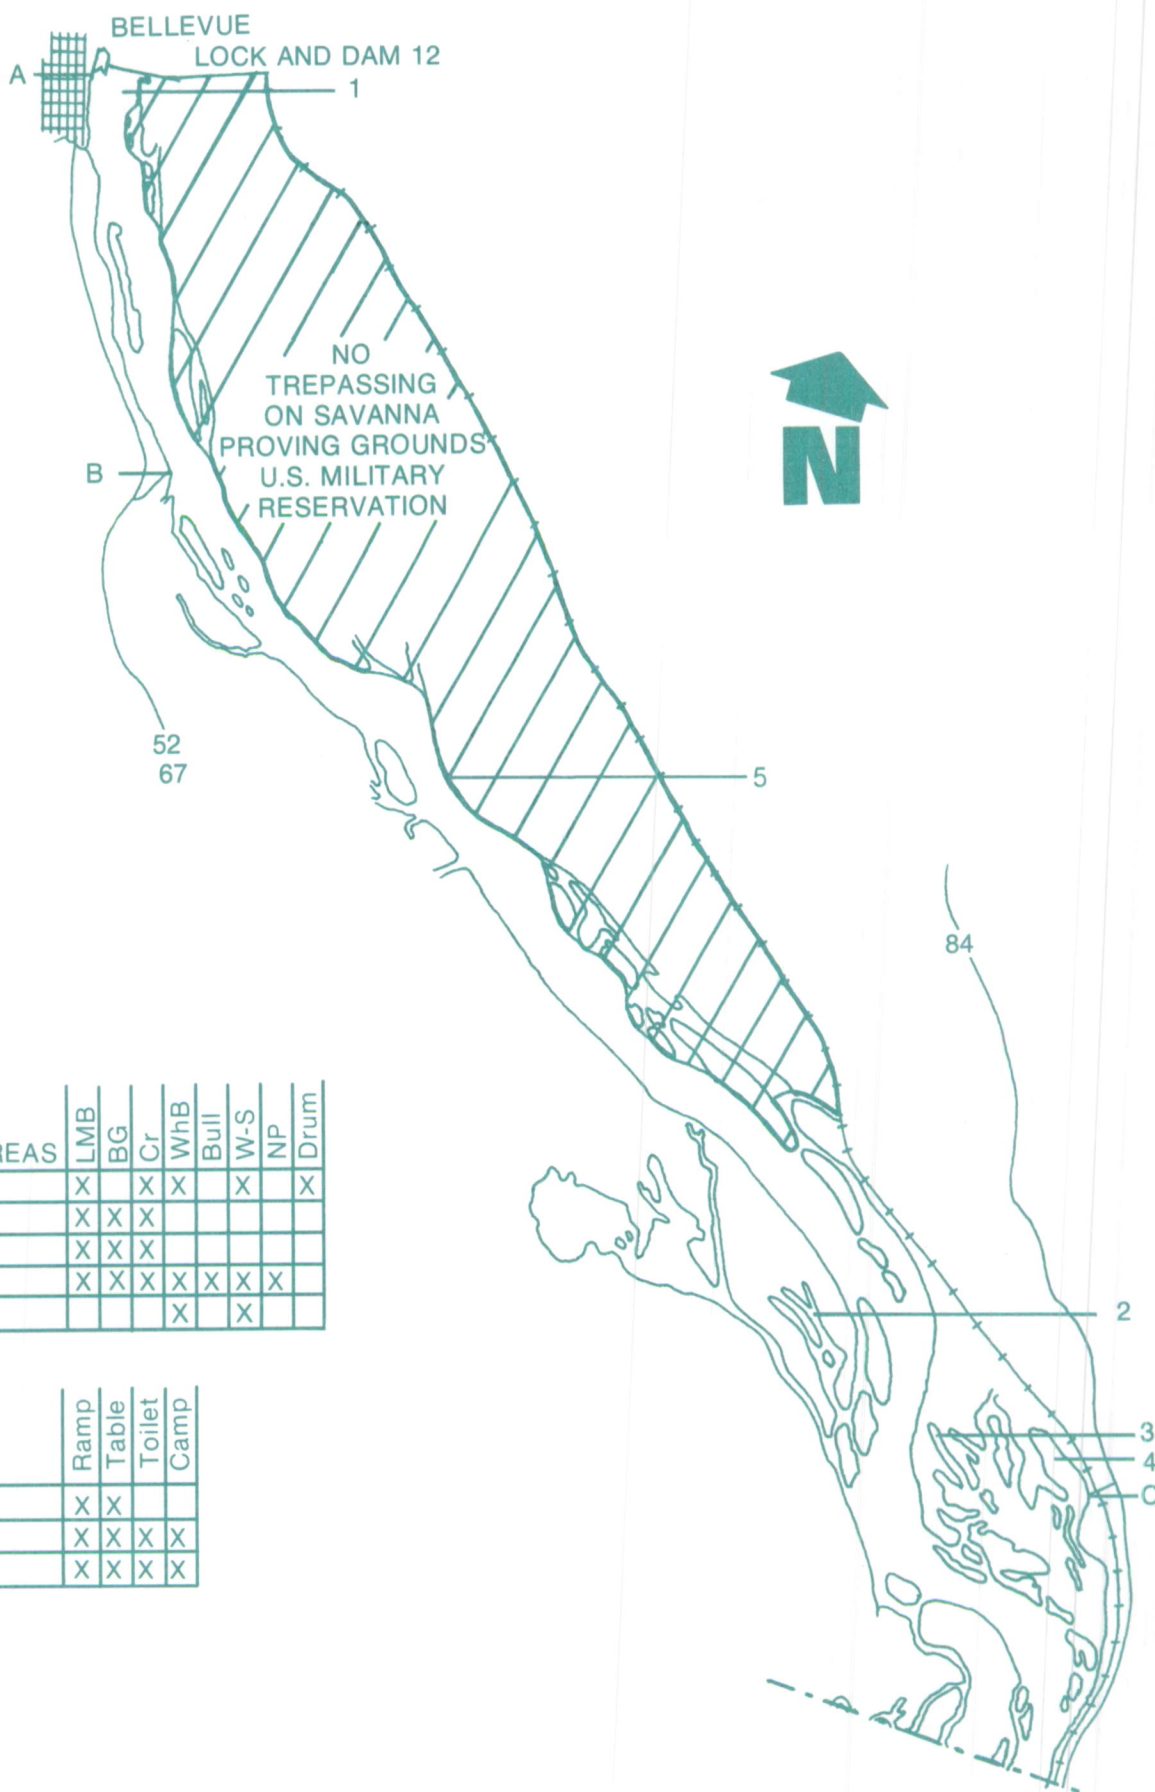 BELLEVUE
LOCK AND DAM 12
A
1
NO
TREPASSING
ON SAVANNA
PROVING GROUNDS
U.S. MILITARY
RESERVATION
N
B
52
67
5
84
LMB BG Cr WhB Bull W-S NP Drum
X X X X X
X X X
X X X
X X X X X X X
X X
2
3
4
C
Ramp Table Toilet Camp
X X
X X X X
X X X X